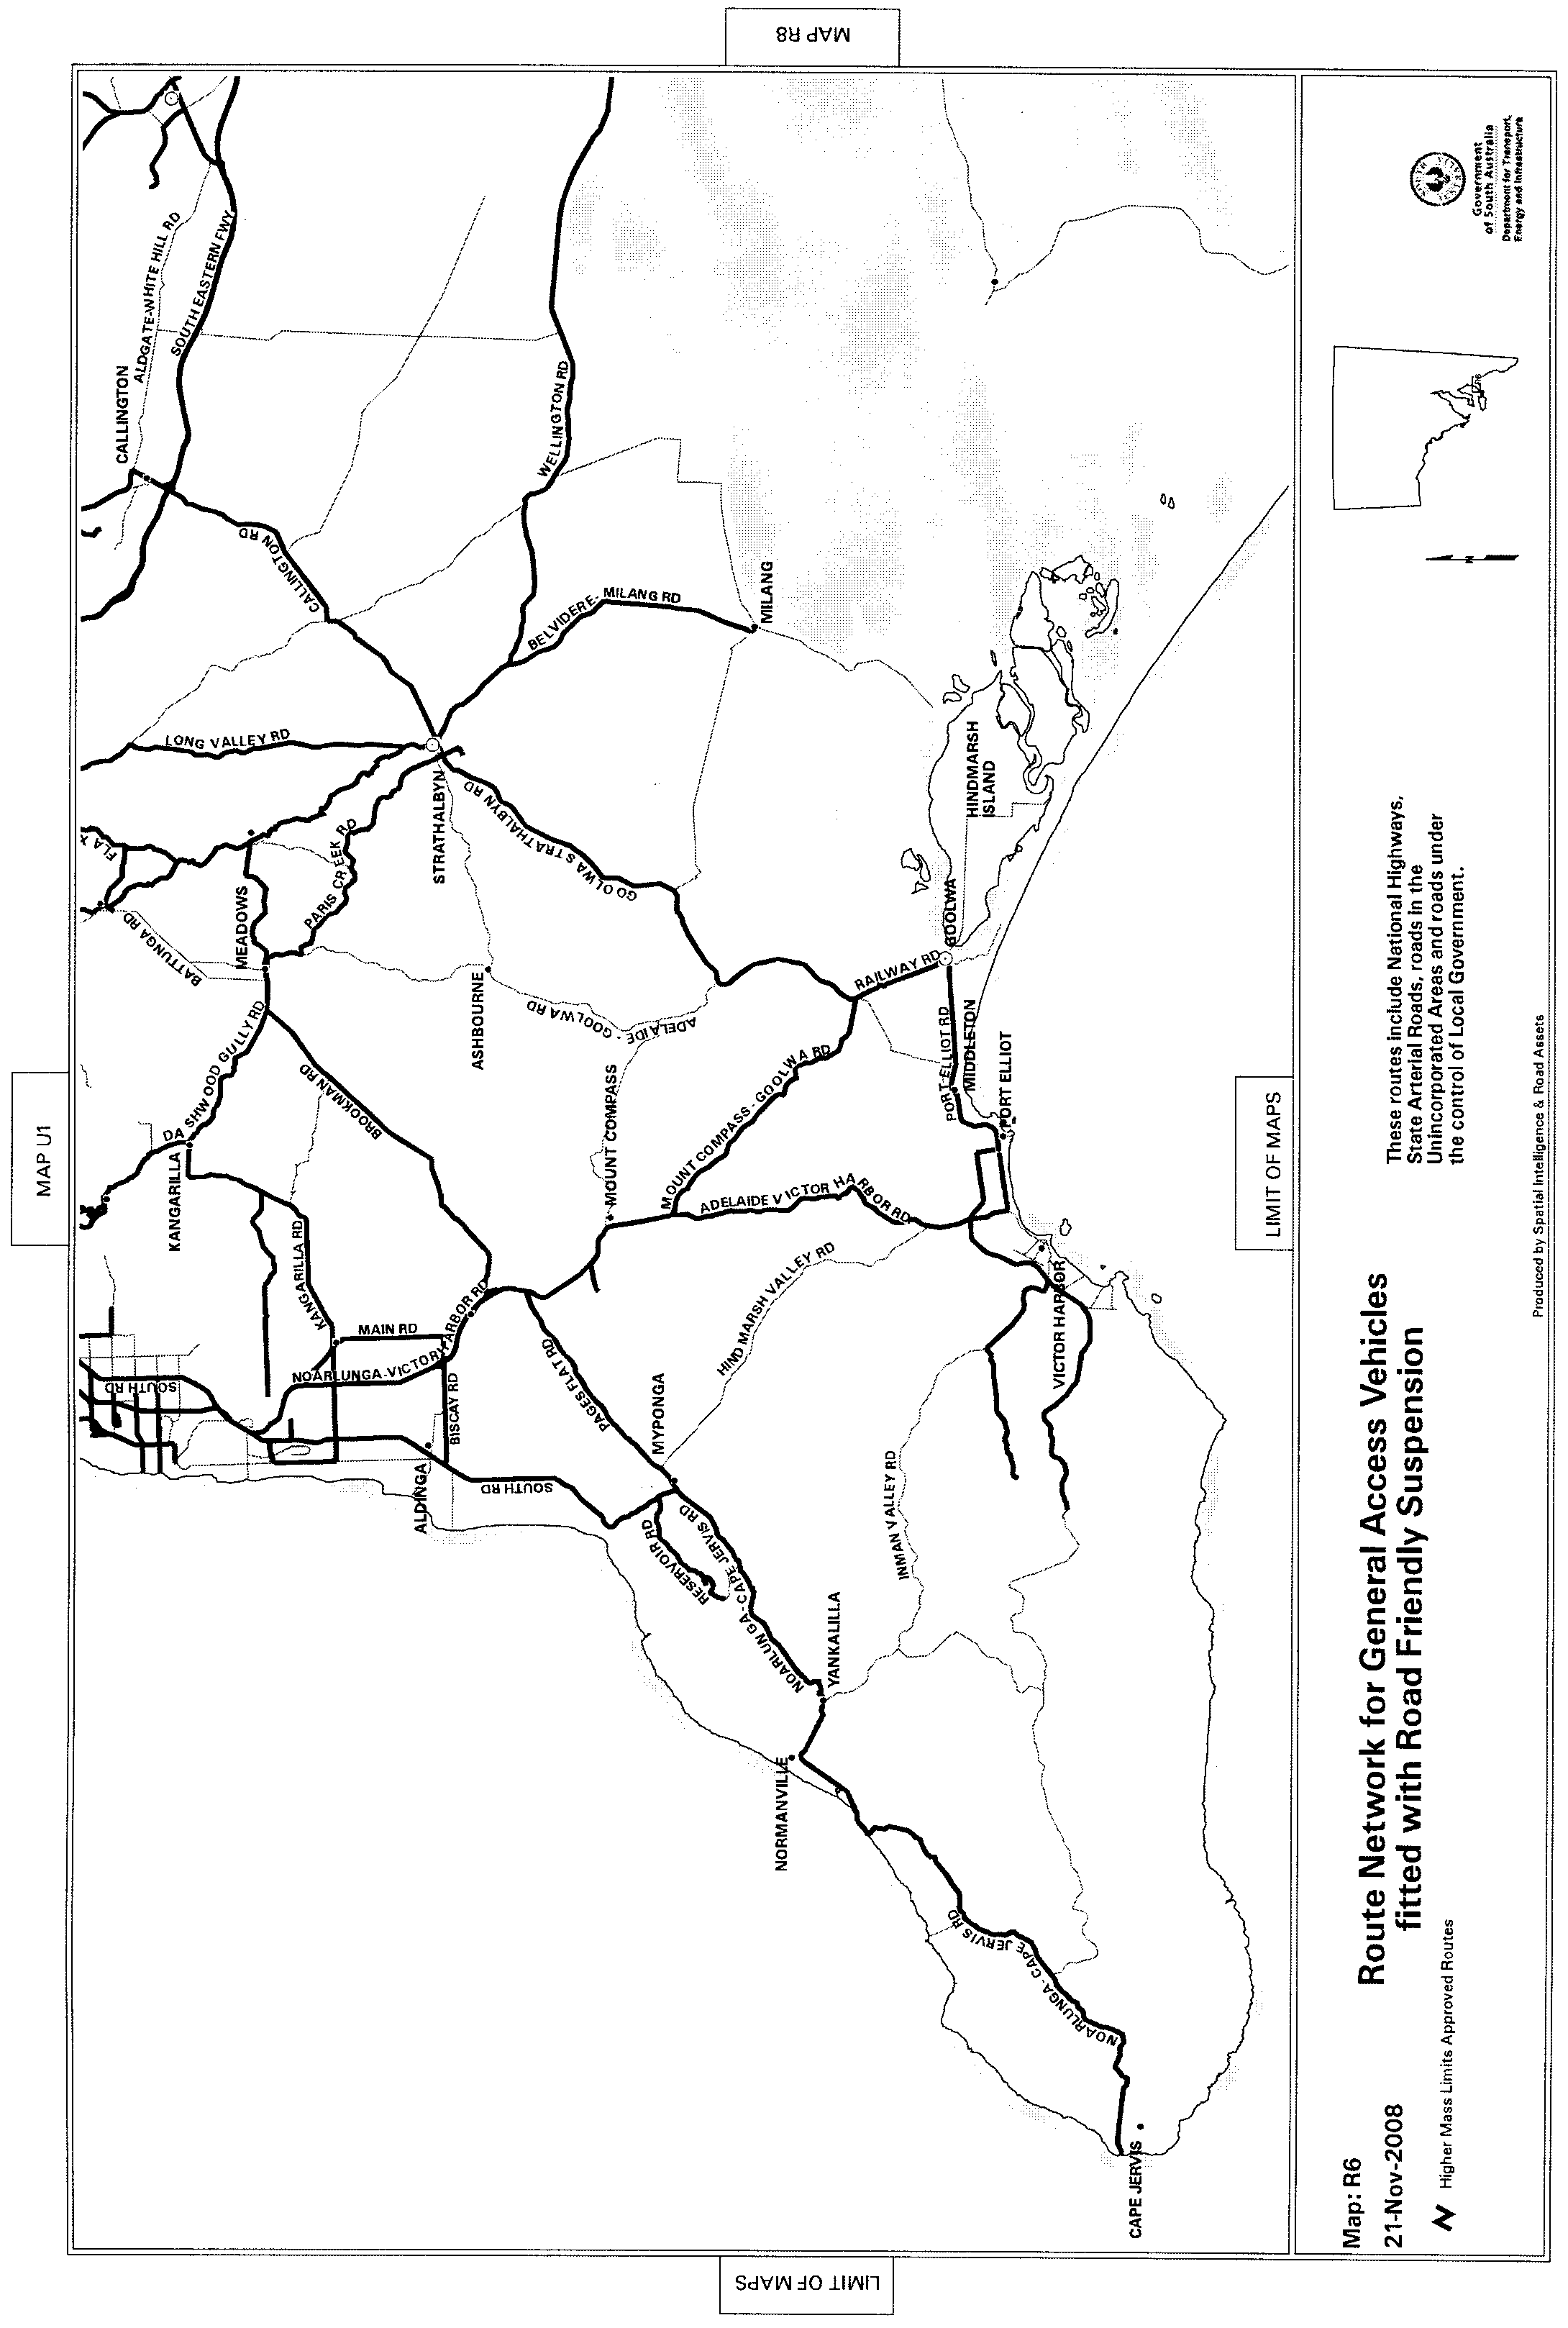 MAP U1
MAP R8
LIMIT OF MAPS
LIMIT OF MAPS
CALLINGTON
ALDGATE-WHITE HILL RD
SOUTH EASTERN FWY
CALLINGTON RD
WELLINGTON RD
BELVIDERE- MILANG RD
MILANG
LONG VALLEY RD
STRATHALBYN
GOOLWA STRATHALBYN RD
FLAX
PARIS CREEK RD
MEADOWS
BATTUNGA RD
ASHBOURNE
ADELAIDE - GOOLWA RD
HINDMARSH
ISLAND
GOOLWA
RAILWAY RD
PORT ELLIOT RD
MIDDLETON
PORT ELLIOT
DASHWOOD GULLY RD
BROOKMAN RD
KANGARILLA
KANGARILLA RD
MOUNT COMPASS
MOUNT COMPASS - GOOLWA RD
ADELAIDE VICTOR HARBOR RD
HINDMARSH VALLEY RD
VICTOR HARBOR
MAIN RD
NOARLUNGA-VICTOR HARBOR RD
SOUTH RD
BISCAY RD
PAGES FLAT RD
MYPONGA
ALDINGA
SOUTH RD
RESERVOIR RD
NOARLUNGA - CAPE JERVIS RD
INMAN VALLEY RD
YANKALILLA
NORMANVILLE
NOARLUNGA - CAPE JERVIS RD
CAPE JERVIS
Map: R6
21-Nov-2008
Higher Mass Limits Approved Routes
Route Network for General Access Vehicles
fitted with Road Friendly Suspension
These routes include National Highways,
State Arterial Roads, roads in the
Unincorporated Areas and roads under
the control of Local Government.
N
R6
Government
of South Australia
Department for Transport,
Energy and Infrastructure
Produced by Spatial Intelligence & Road Assets